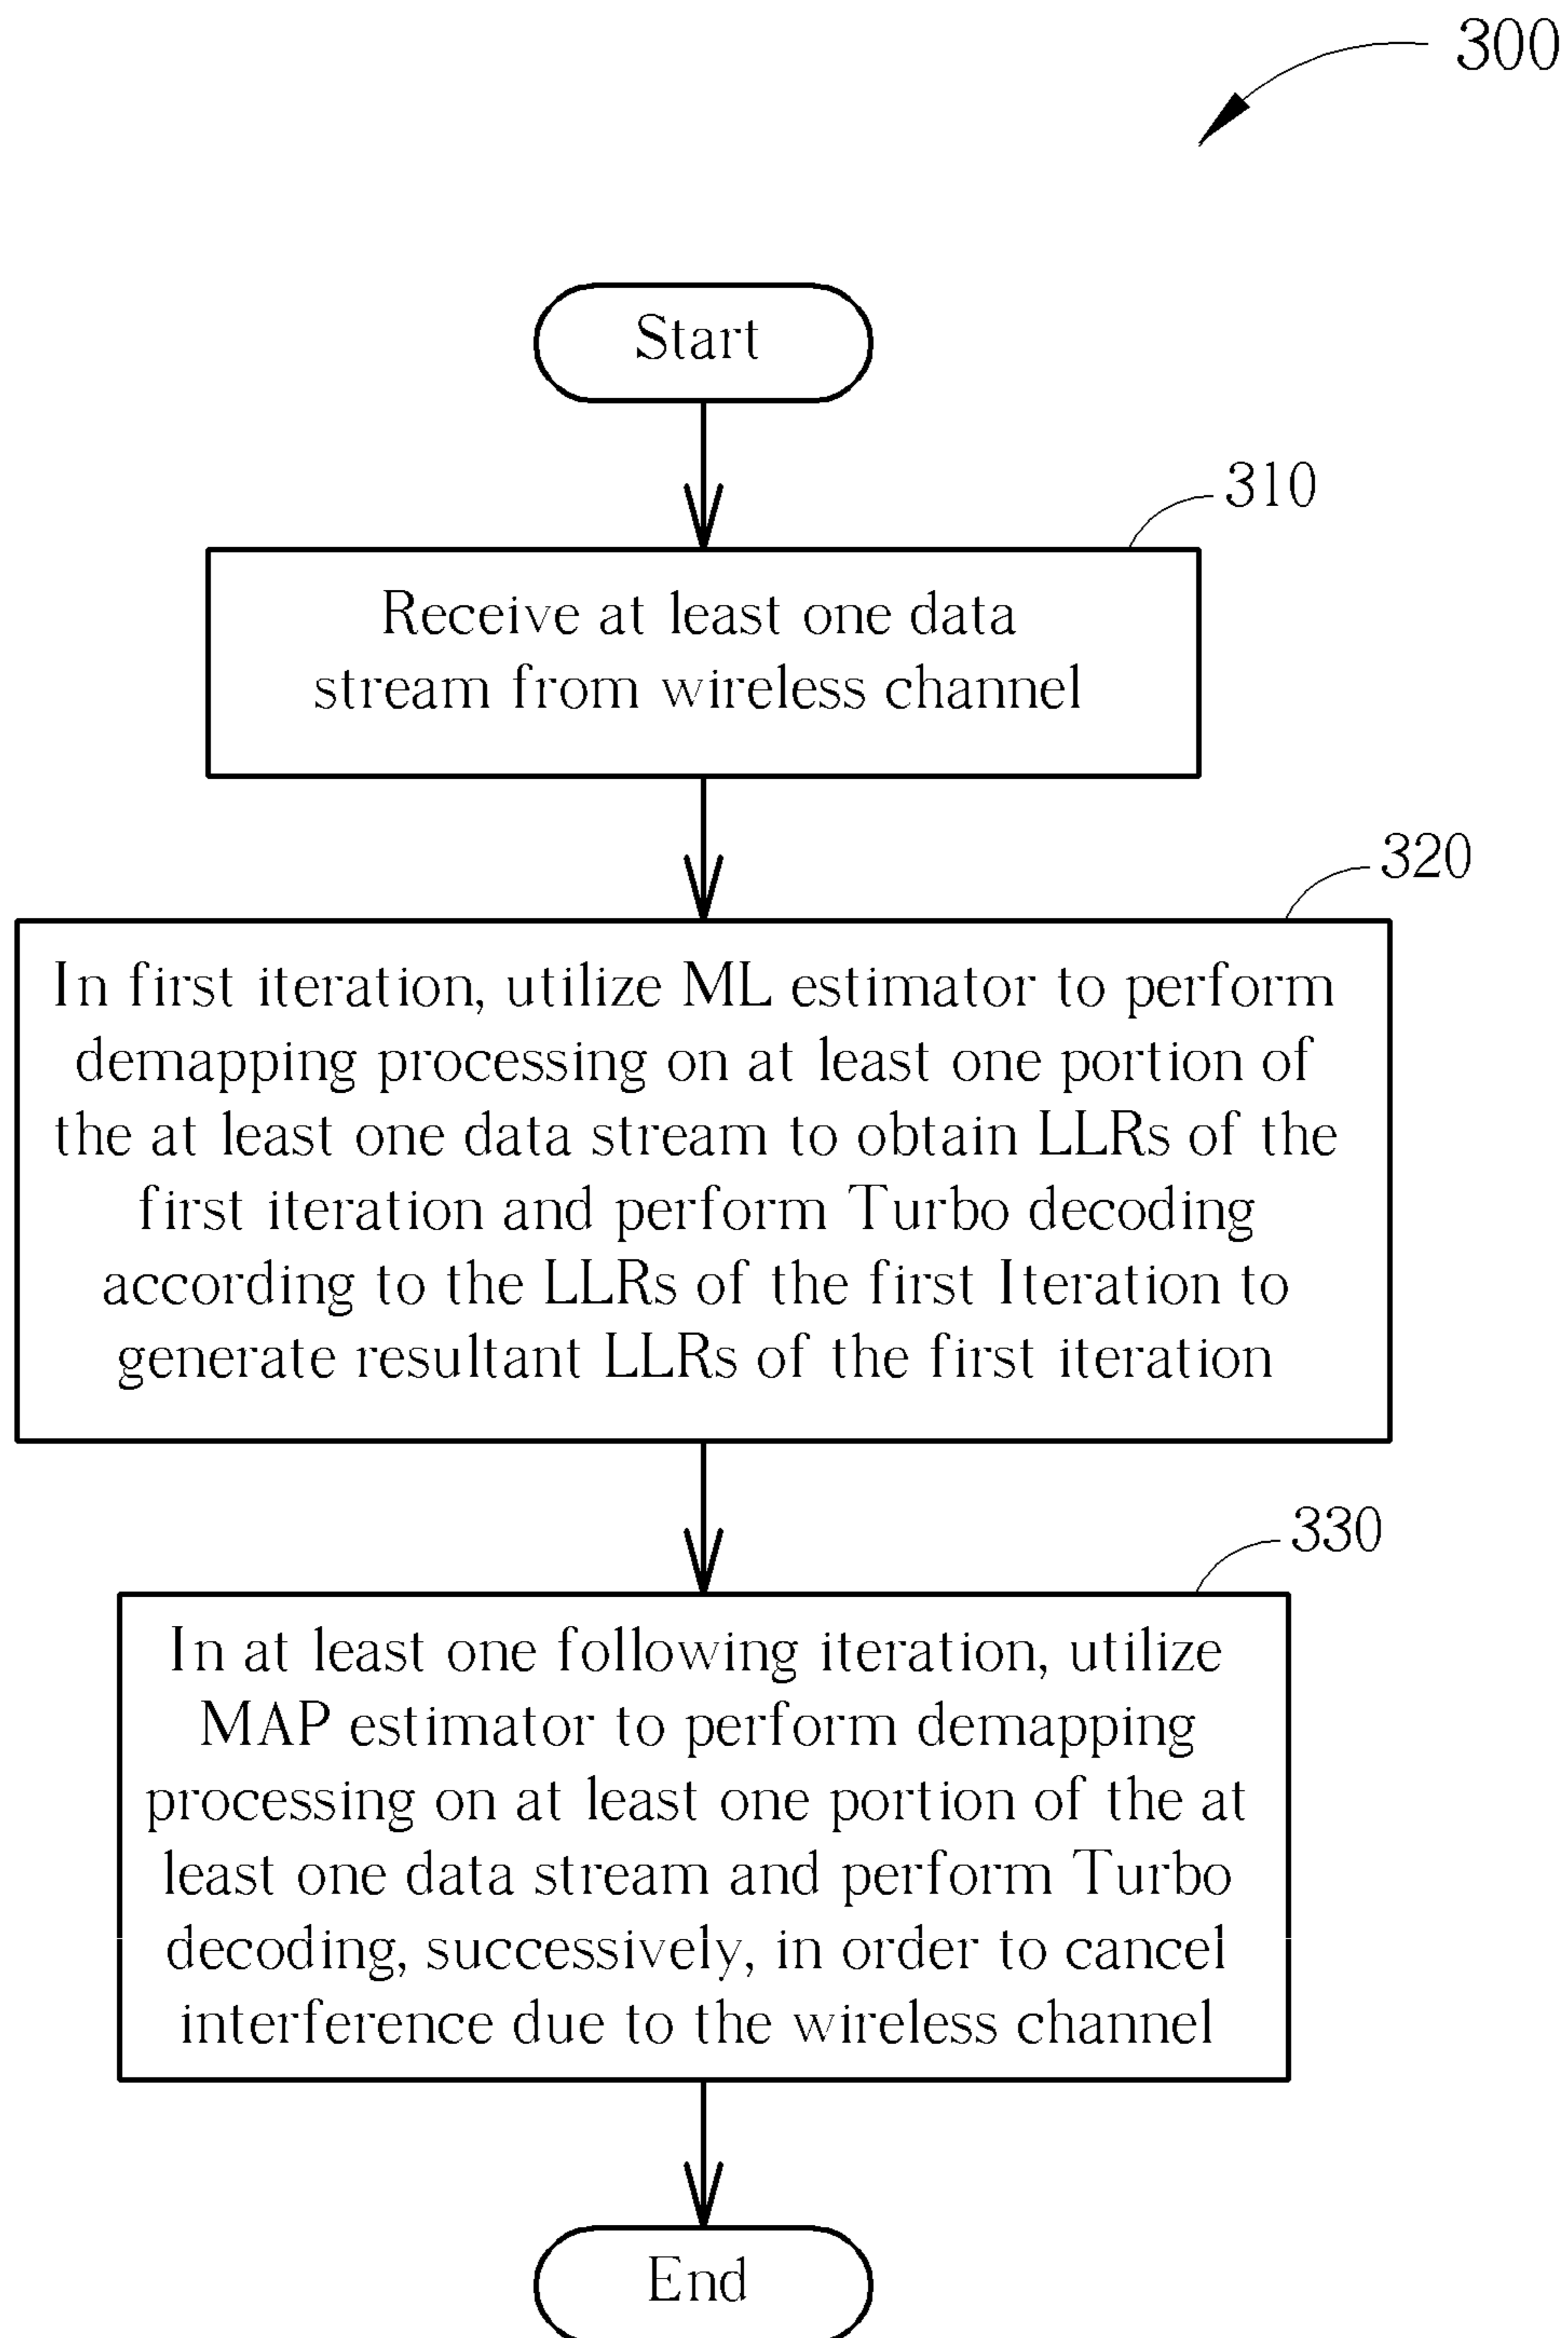 300
Start
310
Receive at least one data
stream from wireless channel
320
In first iteration, utilize ML estimator to perform
demapping processing on at least one portion of
the at least one data stream to obtain LLRs of the
first iteration and perform Turbo decoding
according to the LLRs of the first Iteration to
generate resultant LLRs of the first iteration
330
In at least one following iteration, utilize
MAP estimator to perform demapping
processing on at least one portion of the at
least one data stream and perform Turbo
decoding, successively, in order to cancel
interference due to the wireless channel
End